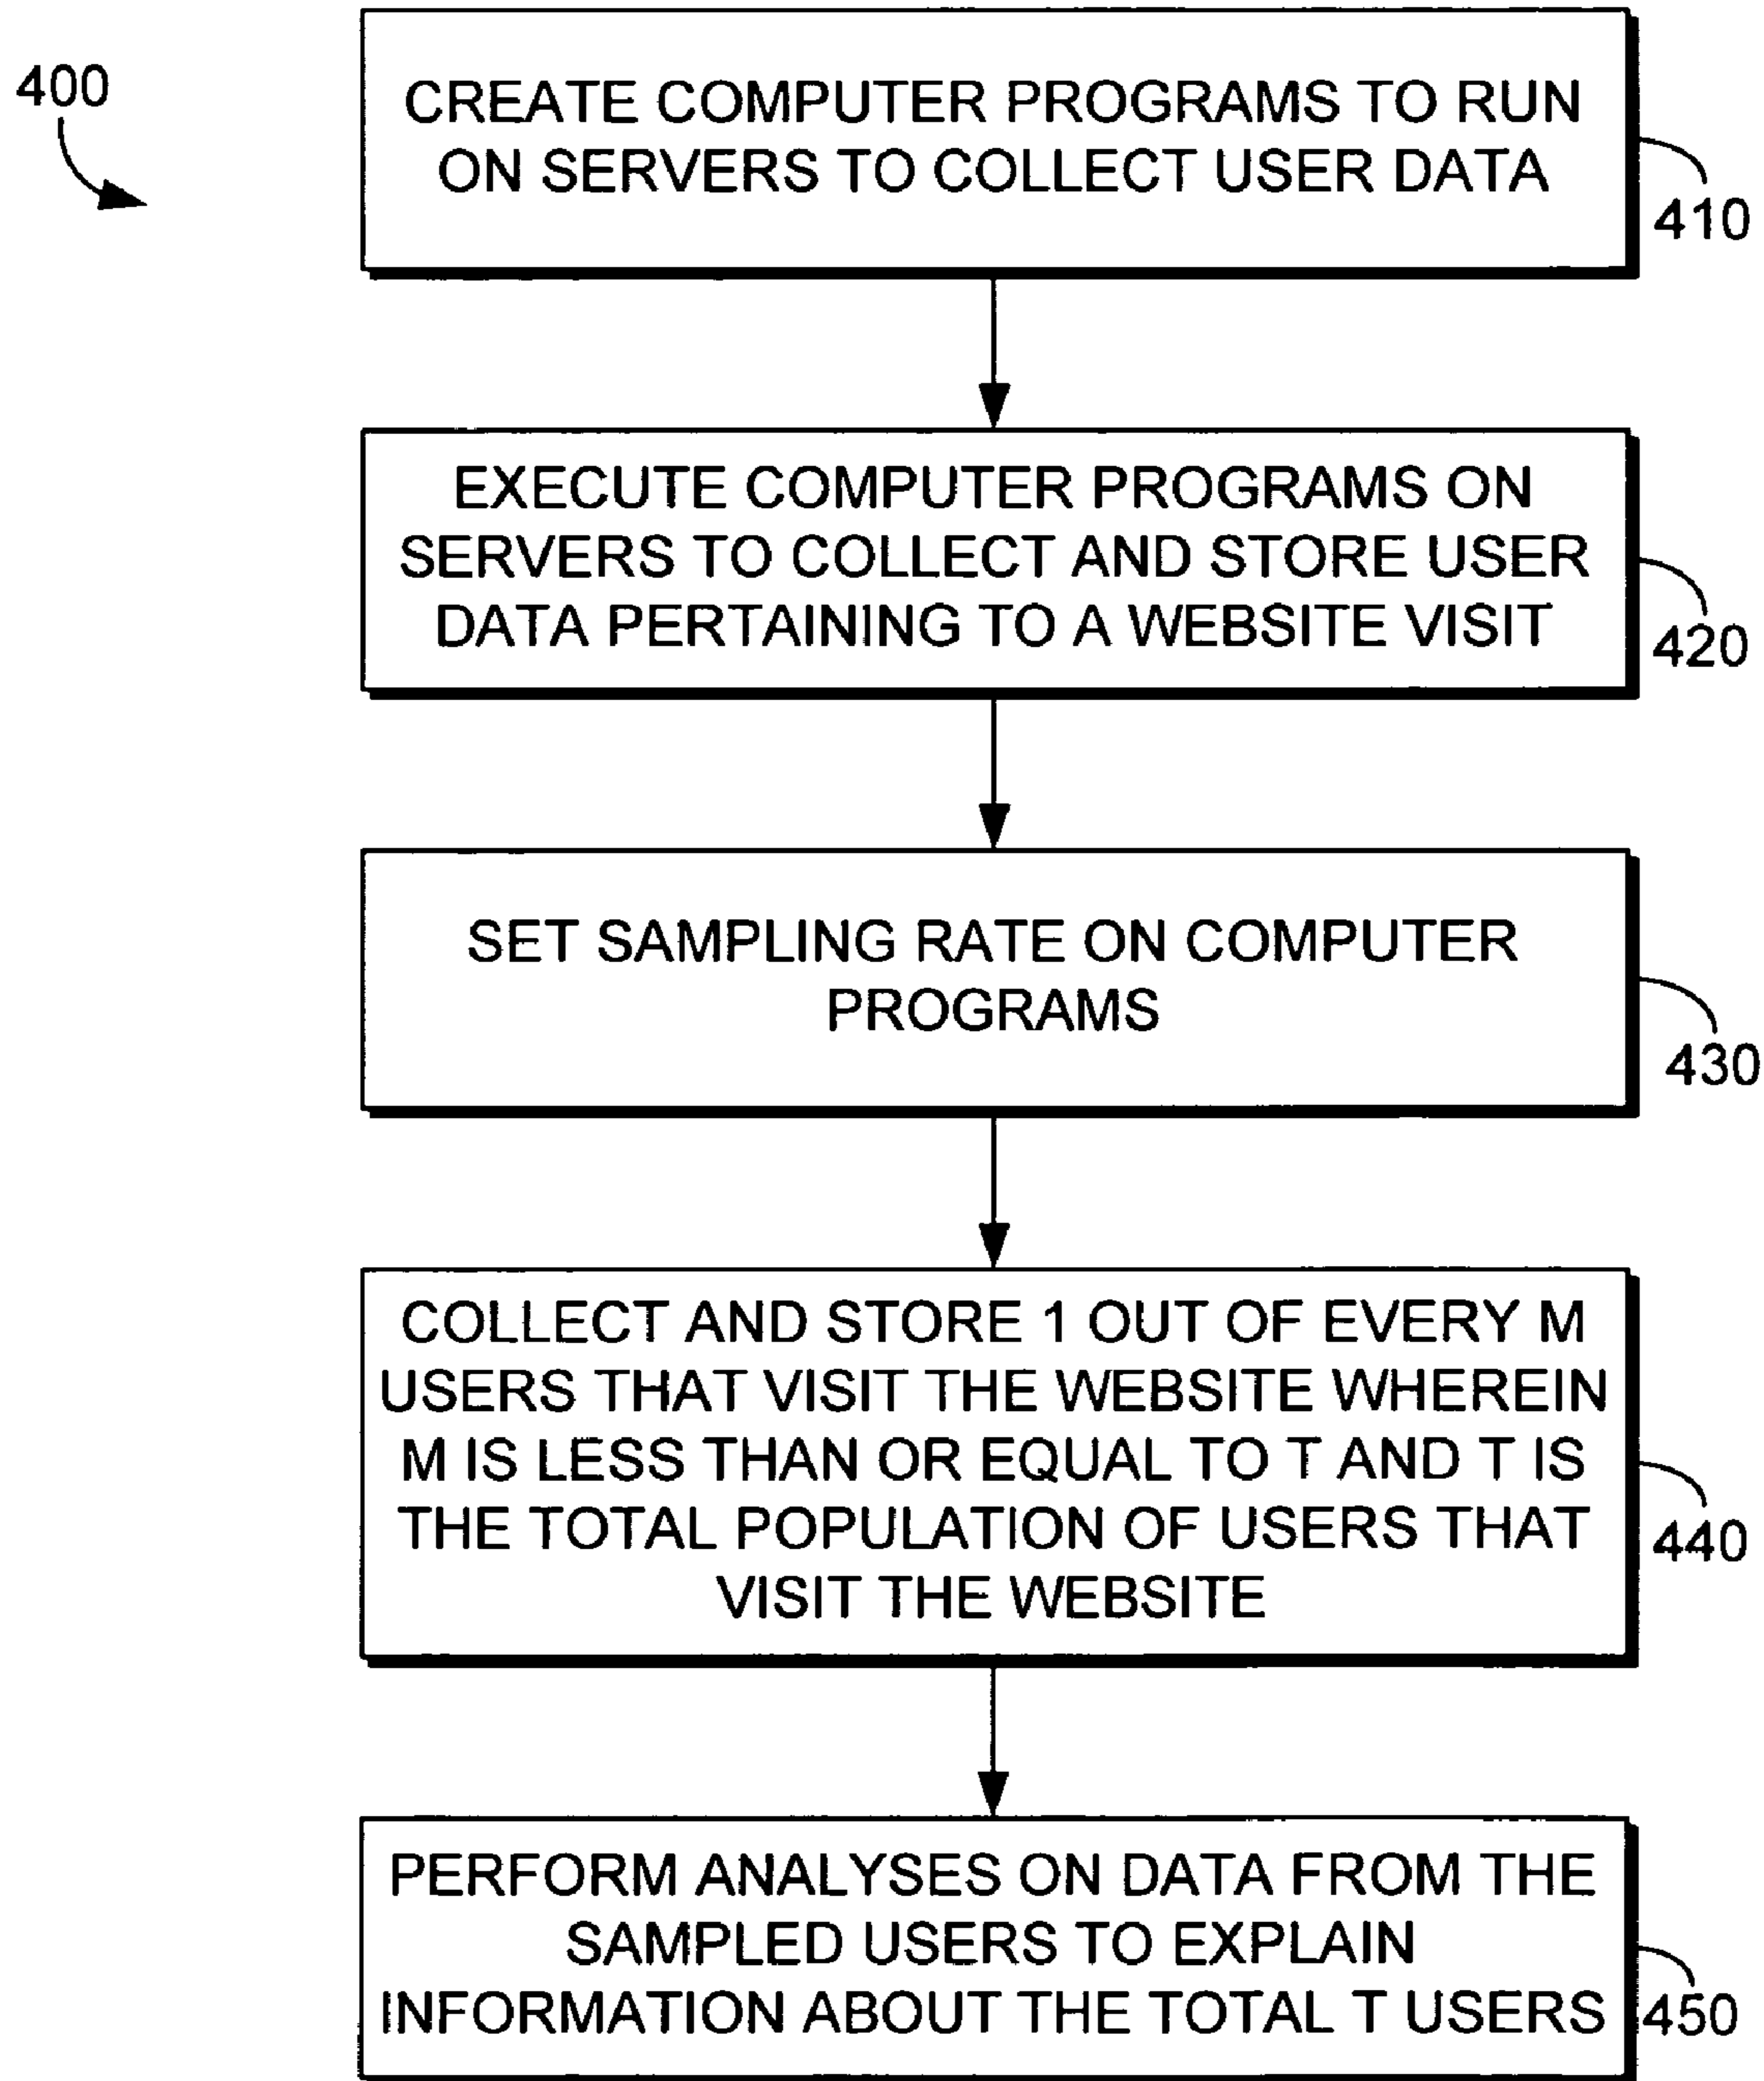 400
CREATE COMPUTER PROGRAMS TO RUN
ON SERVERS TO COLLECT USER DATA
410
EXECUTE COMPUTER PROGRAMS ON
SERVERS TO COLLECT AND STORE USER
DATA PERTAINING TO A WEBSITE VISIT
420
SET SAMPLING RATE ON COMPUTER
PROGRAMS
430
COLLECT AND STORE 1 OUT OF EVERY M
USERS THAT VISIT THE WEBSITE WHEREIN
M IS LESS THAN OR EQUAL TO T AND T IS
THE TOTAL POPULATION OF USERS THAT
VISIT THE WEBSITE
440
PERFORM ANALYSES ON DATA FROM THE
SAMPLED USERS TO EXPLAIN
INFORMATION ABOUT THE TOTAL T USERS
450